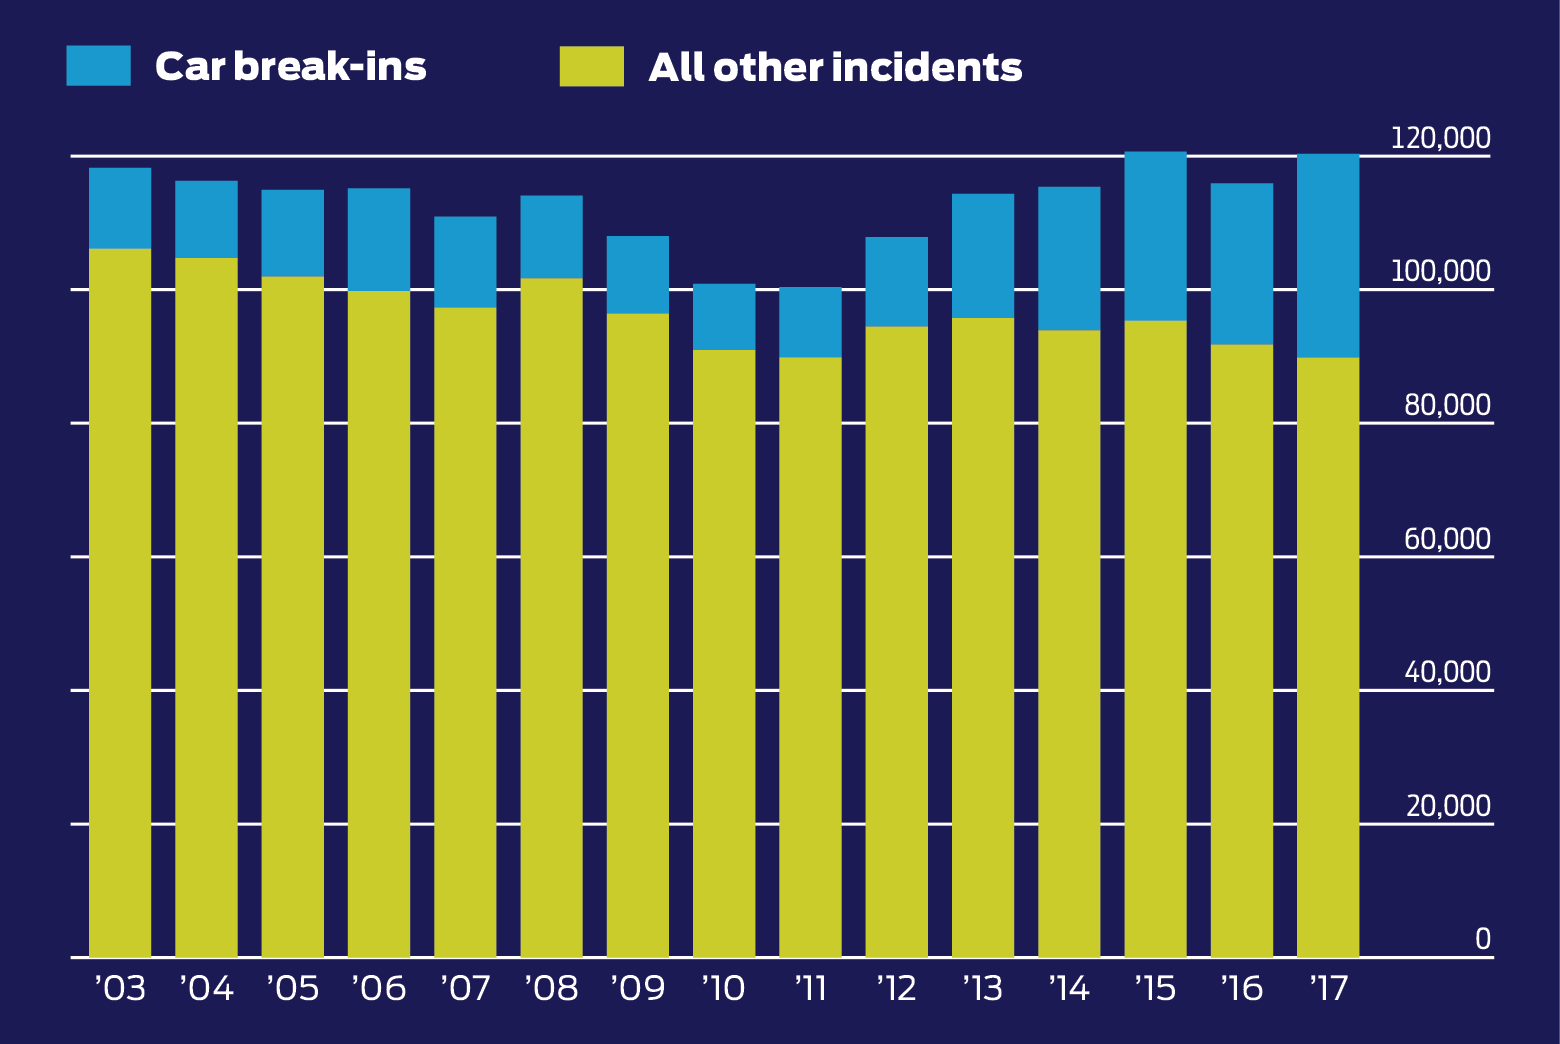 Car break-ins
All other incidents
120,000
100,000
80,000
60,000
40,000
20,000
0
’03 ’04 ’05 ’06 ’07 ’08 ’09 ’10 ’11 ’12 ’13 ’14 ’15 ’16 ’17